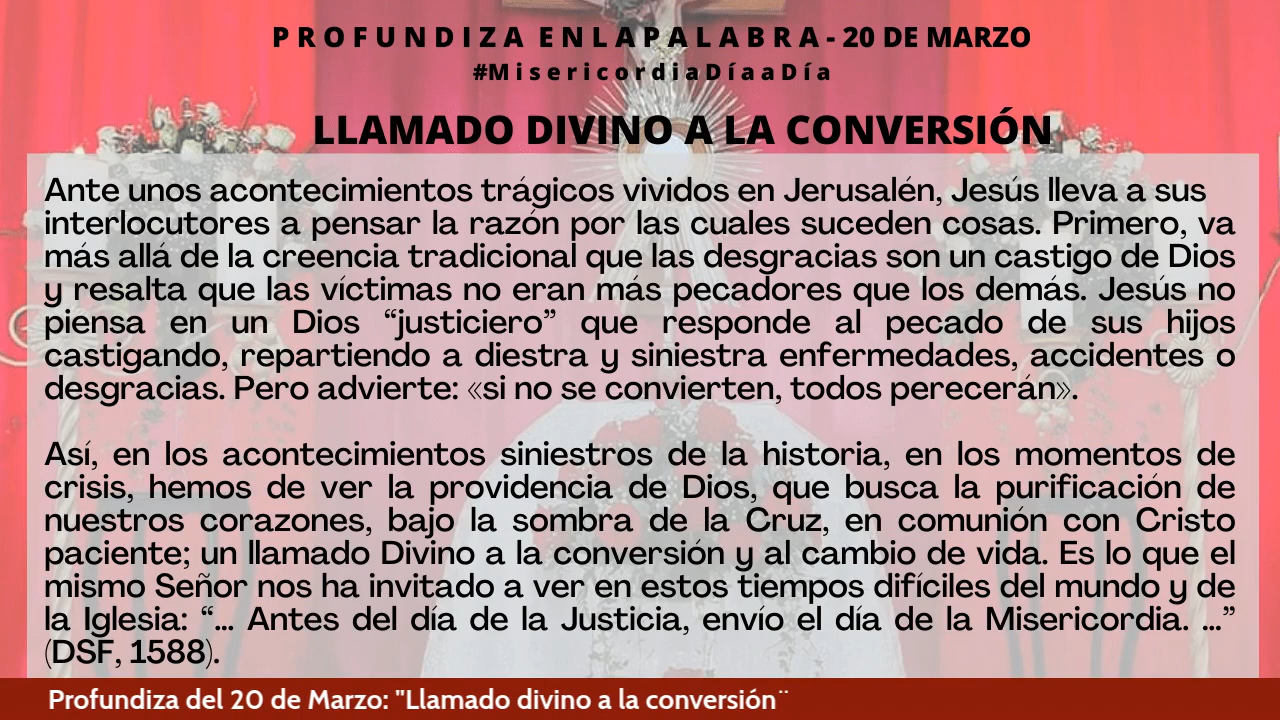 PROFUNDIZA ENLAPALABRA- 20 DE MARZO
#MisericordiaDíaaDía
LLAMADO DIVINO A LA CONVERSIÓN
Ante unos acontecimientos trágicos vividos en Jerusalén, Jesús lleva a sus
interlocutores a pensar la razón por las cuales suceden cosas. Primero, va
más allá de la creencia tradicional que las desgracias son un castigo de Dios
y resalta que las víctimas no eran más pecadores que los demás. Jesús no
piensa en un Dios “justiciero” que responde al pecado de sus hijos
castigando, repartiendo a diestra y siniestra enfermedades, accidentes o
desgracias. Pero advierte: «si no se convierten, todos perecerán».
Así, en los acontecimientos siniestros de la historia, en los momentos de
crisis, hemos de ver la providencia de Dios, que busca la purificación de
nuestros corazones, bajo la sombra de la Cruz, en comunión con Cristo
paciente; un llamado Divino a la conversión y al cambio de vida. Es lo que el
mismo Señor nos ha invitado a ver en estos tiempos difíciles del mundo y de
la Iglesia: “... Antes del día de la Justicia, envío el día de la Misericordia. ...”
(DSF, 1588).
Profundiza del 20 de Marzo: "Llamado divino a la conversión¨